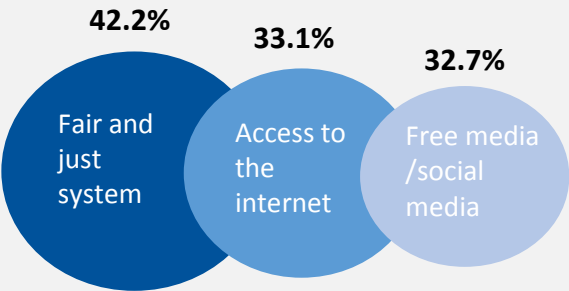 42.2%
33.1%
32.7%
Fair and
just
system
Access to
the
internet
Free media
/social
media